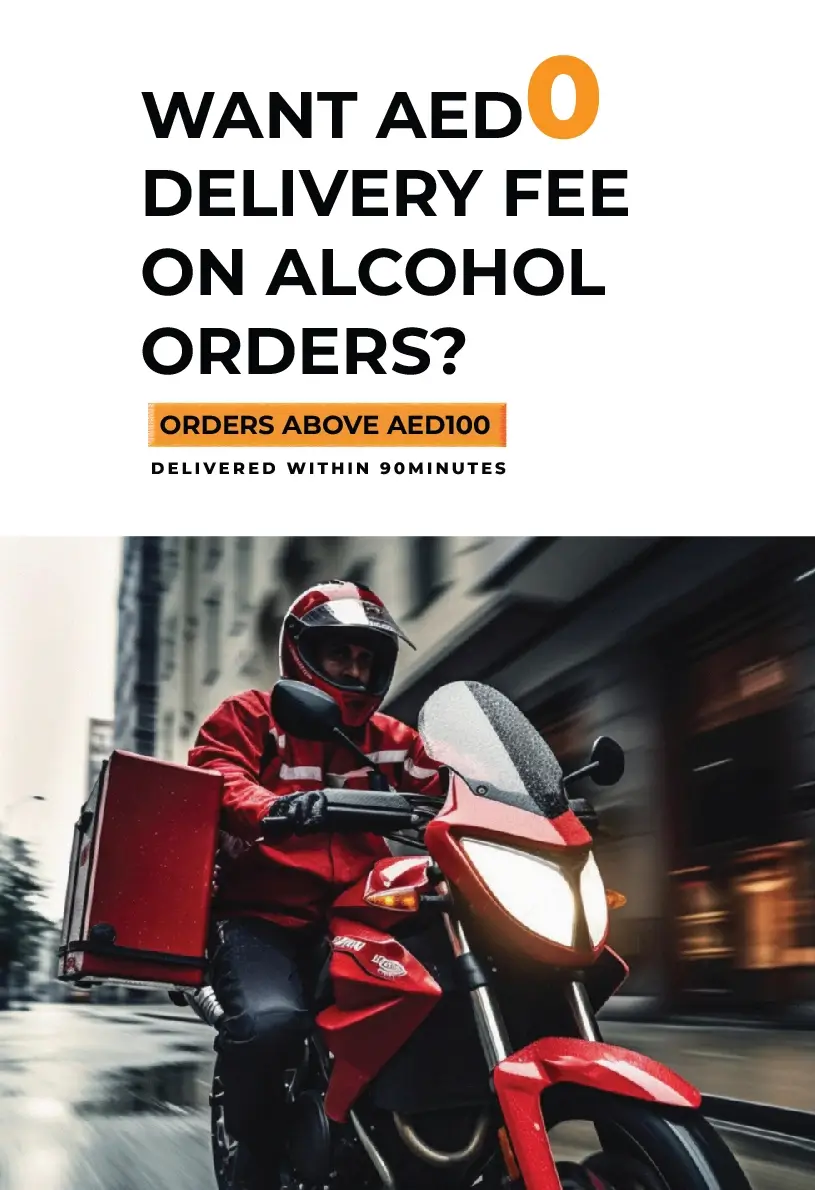 WANT AED0
DELIVERY FEE
ON ALCOHOL
ORDERS?
ORDERS ABOVE AED100
DELIVERED WITHIN 90MINUTES